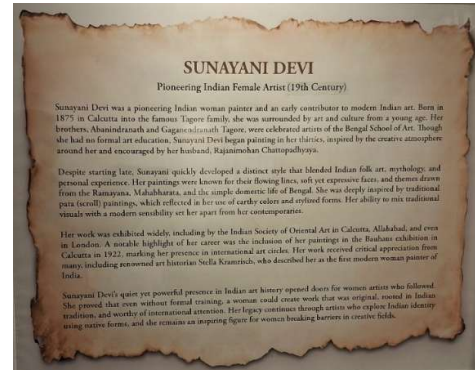 SUNAYANI DEVI
Pioneering Indian Female Artist (19th Century)
Sunayani Devi was a pioneering Indian woman painter and an early contributor to modern Indian art. Born in
1875 in Calcutta into the famous Tagore family, she was surrounded by art and culture from a young age. Her
brothers, Abanindranath and Gaganendranath Tagore, were celebrated artists of the Bengal School of Art. Though
she had no formal art education, Sunayani Devi began painting in her thirties, inspired by the creative atmosphere
around her and encouraged by her husband, Rajanimohan Chattopadhyaya.
Despite starting late, Sunayani quickly developed a distinct style that blended Indian folk art, mythology, and
personal experience. Her paintings were known for their flowing lines, soft yet expressive faces, and themes drawn
from the Ramayana, Mahabharata, and the simple domestic life of Bengal. She was deeply inspired by traditional
pata (scroll) paintings, which reflected in her use of earthy colors and stylized forms. Her ability to mix traditional
visuals with a modern sensibility set her apart from her contemporaries.
Her work was exhibited widely, including by the Indian Society of Oriental Art in Calcutta, Allahabad, and even
in London. A notable highlight of her career was the inclusion of her paintings in the Bauhaus exhibition in
Calcutta in 1922, marking her presence in international art circles. Her work received critical appreciation from
many, including renowned art historian Stella Kramrisch, who described her as the first modern woman painter of
India.
Sunayani Devi's quiet yet powerful presence in Indian art history opened doors for women artists who followed.
She proved that even without formal training, a woman could create work that was original, rooted in Indian
tradition, and worthy of international attention. Her legacy continues through artists who explore Indian identity
using native forms, and she remains an inspiring figure for women breaking barriers in creative fields.